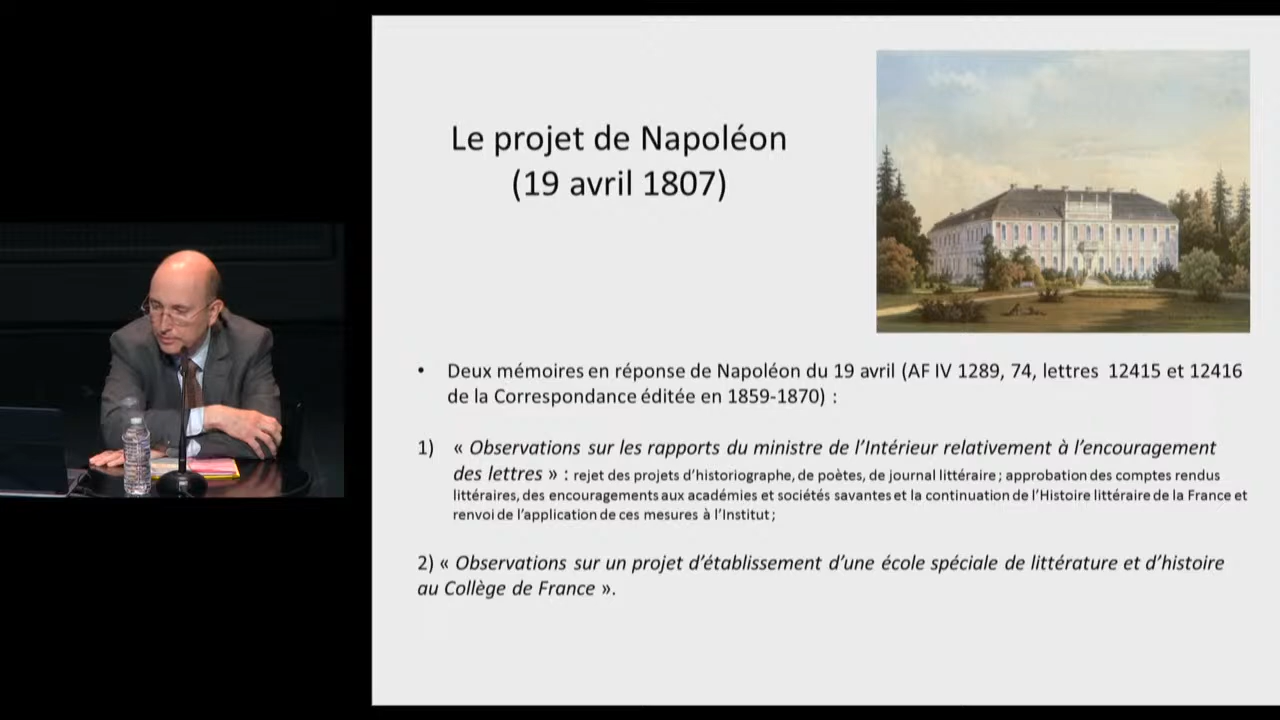 Le projet de Napoléon
(19 avril 1807)
• Deux mémoires en réponse de Napoléon du 19 avril (AF IV 1289, 74, lettres 12415 et 12416
de la Correspondance éditée en 1859-1870) :
1) « Observations sur les rapports du ministre de l’Intérieur relativement à l’encouragement
des lettres » : rejet des projets d’historiographe, de poètes, de journal littéraire ; approbation des comptes rendus
littéraires, des encouragements aux académies et sociétés savantes et la continuation de l’Histoire littéraire de la France et
renvoi de l’application de ces mesures à l’Institut ;
2) « Observations sur un projet d’établissement d’une école spéciale de littérature et d’histoire
au Collège de France ».